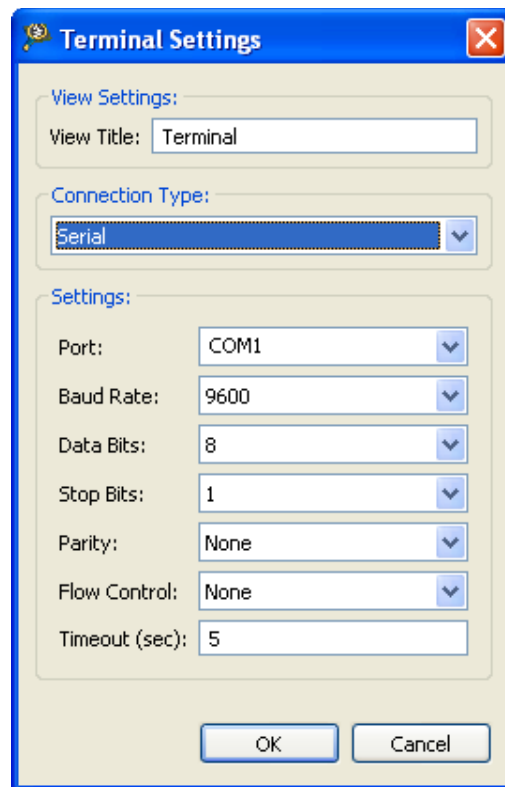 Terminal Settings
View Settings:
View Title: Terminal
Connection Type:
Serial
Settings:
Port: COM1
Baud Rate: 9600
Data Bits: 8
Stop Bits: 1
Parity: None
Flow Control: None
Timeout (sec): 5
OK Cancel